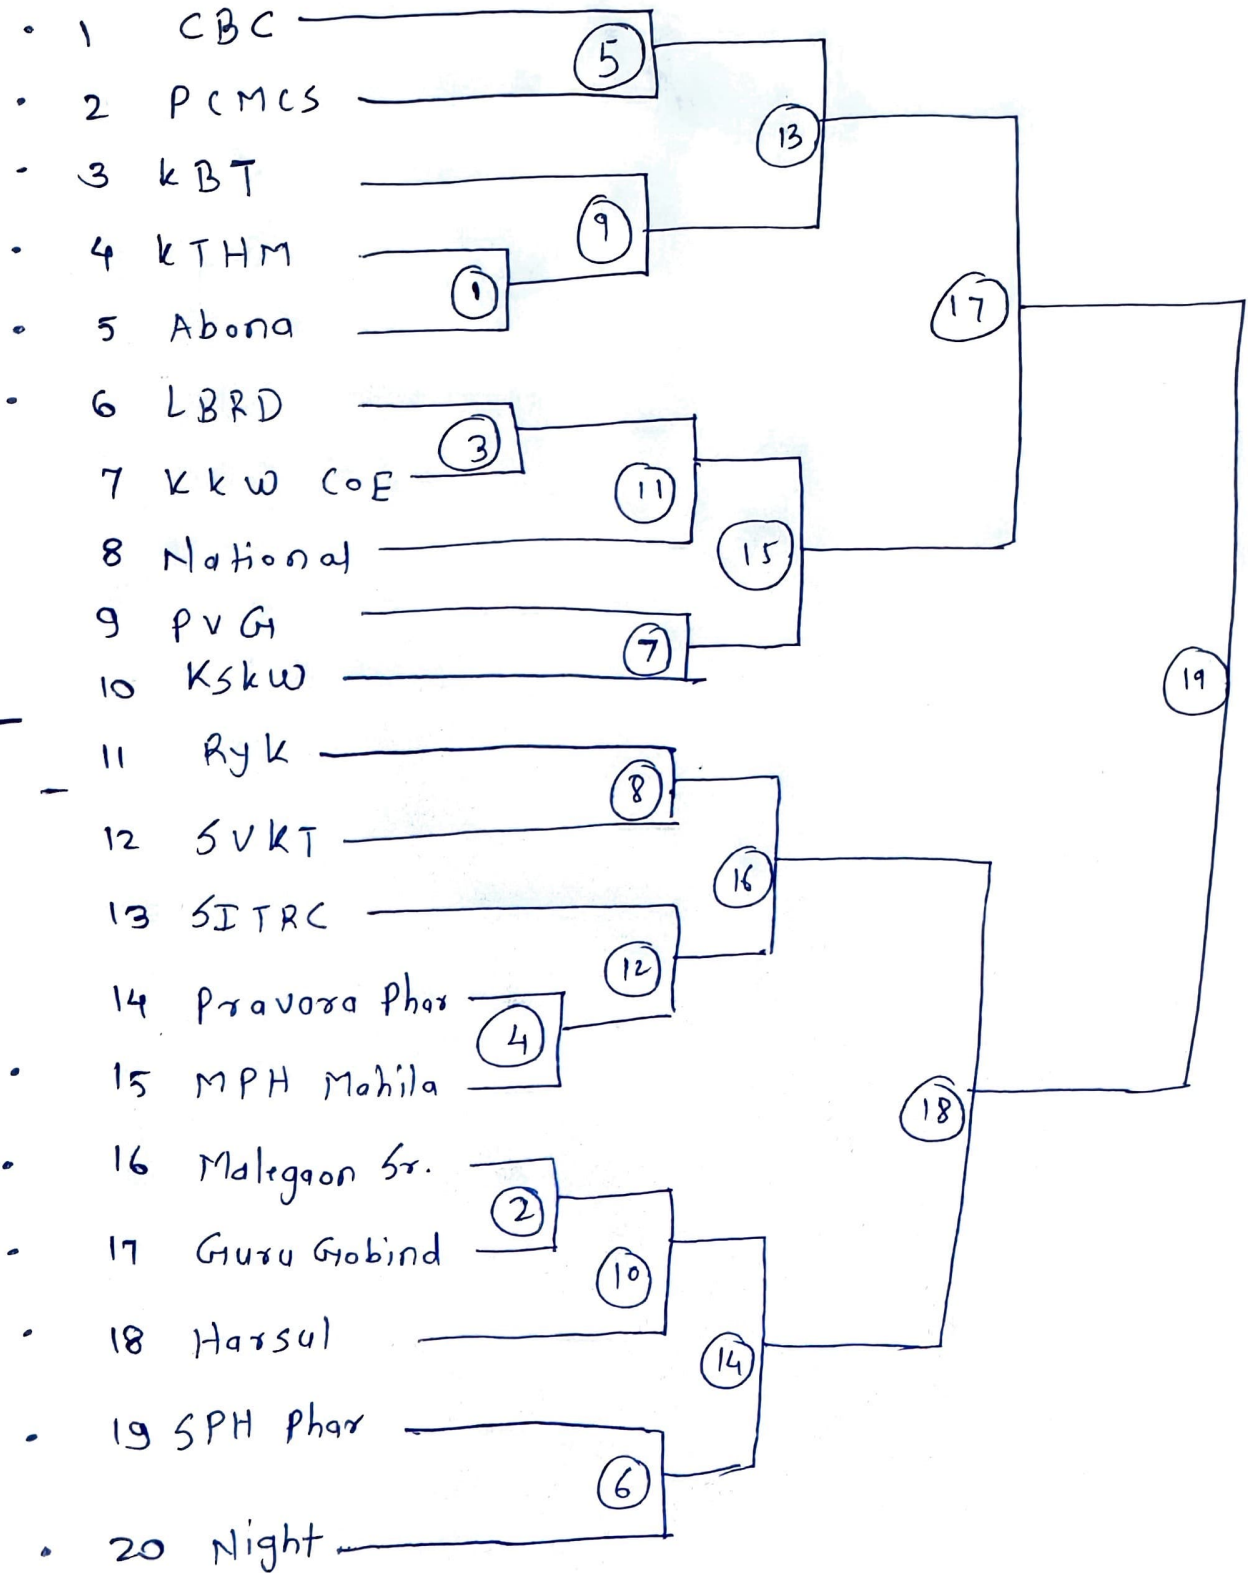 1 CBC
5
2 PCMCS
13
3 KBT
9
4 KTHM
1
5 Abona
17
6 LBRD
3
7 KKW COE
11
8 National
15
9 PVG
7
10 KSKW
19
11 RYK
8
12 SVKT
16
13 SITRC
12
14 Pravora Phar
4
15 MPH Mahila
18
16 Malegaon Sr.
2
17 Guru Gobind
10
18 Harsul
14
19 SPH Phar
6
20 Night